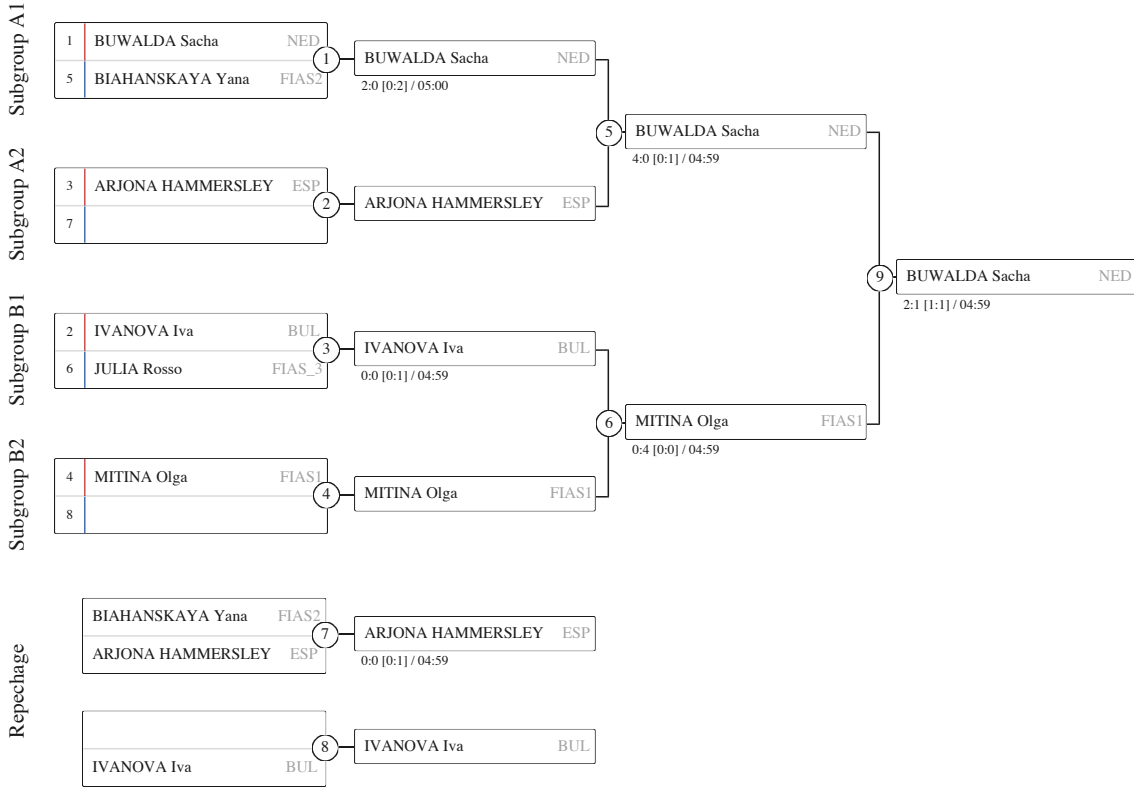 Subgroup A1
1 BUWALDA Sacha NED
5 BIAHANSKAYA Yana FIAS2
1
BUWALDA Sacha NED
2:0 [0:2] / 05:00
5
BUWALDA Sacha NED
4:0 [0:1] / 04:59
Subgroup A2
3 ARJONA HAMMERSLEY ESP
7
2
ARJONA HAMMERSLEY ESP
9
BUWALDA Sacha NED
2:1 [1:1] / 04:59
Subgroup B1
2 IVANOVA Iva BUL
6 JULIA Rosso FIAS_3
3
IVANOVA Iva BUL
0:0 [0:1] / 04:59
6
MITINA Olga FIAS1
0:4 [0:0] / 04:59
Subgroup B2
4 MITINA Olga FIAS1
8
4
MITINA Olga FIAS1
Repechage
BIAHANSKAYA Yana FIAS2
ARJONA HAMMERSLEY ESP
7
ARJONA HAMMERSLEY ESP
0:0 [0:1] / 04:59
IVANOVA Iva BUL
8
IVANOVA Iva BUL